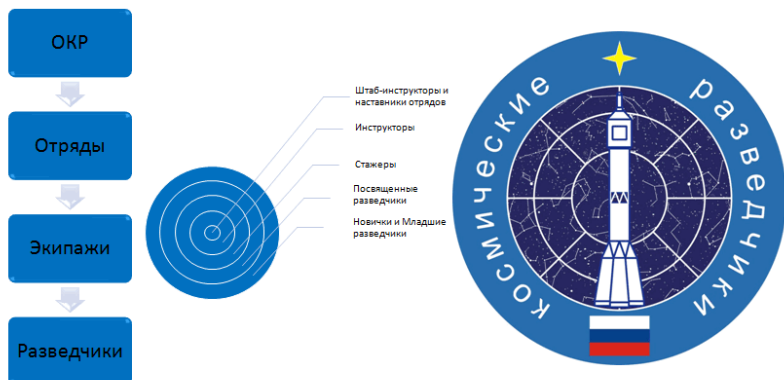 ОКР
Отряды
Экипажи
Разведчики
Штаб-инструкторы и
наставники отрядов
Инструкторы
Стажеры
Посвященные
разведчики
Новички и Младшие
разведчики
космические разведчики